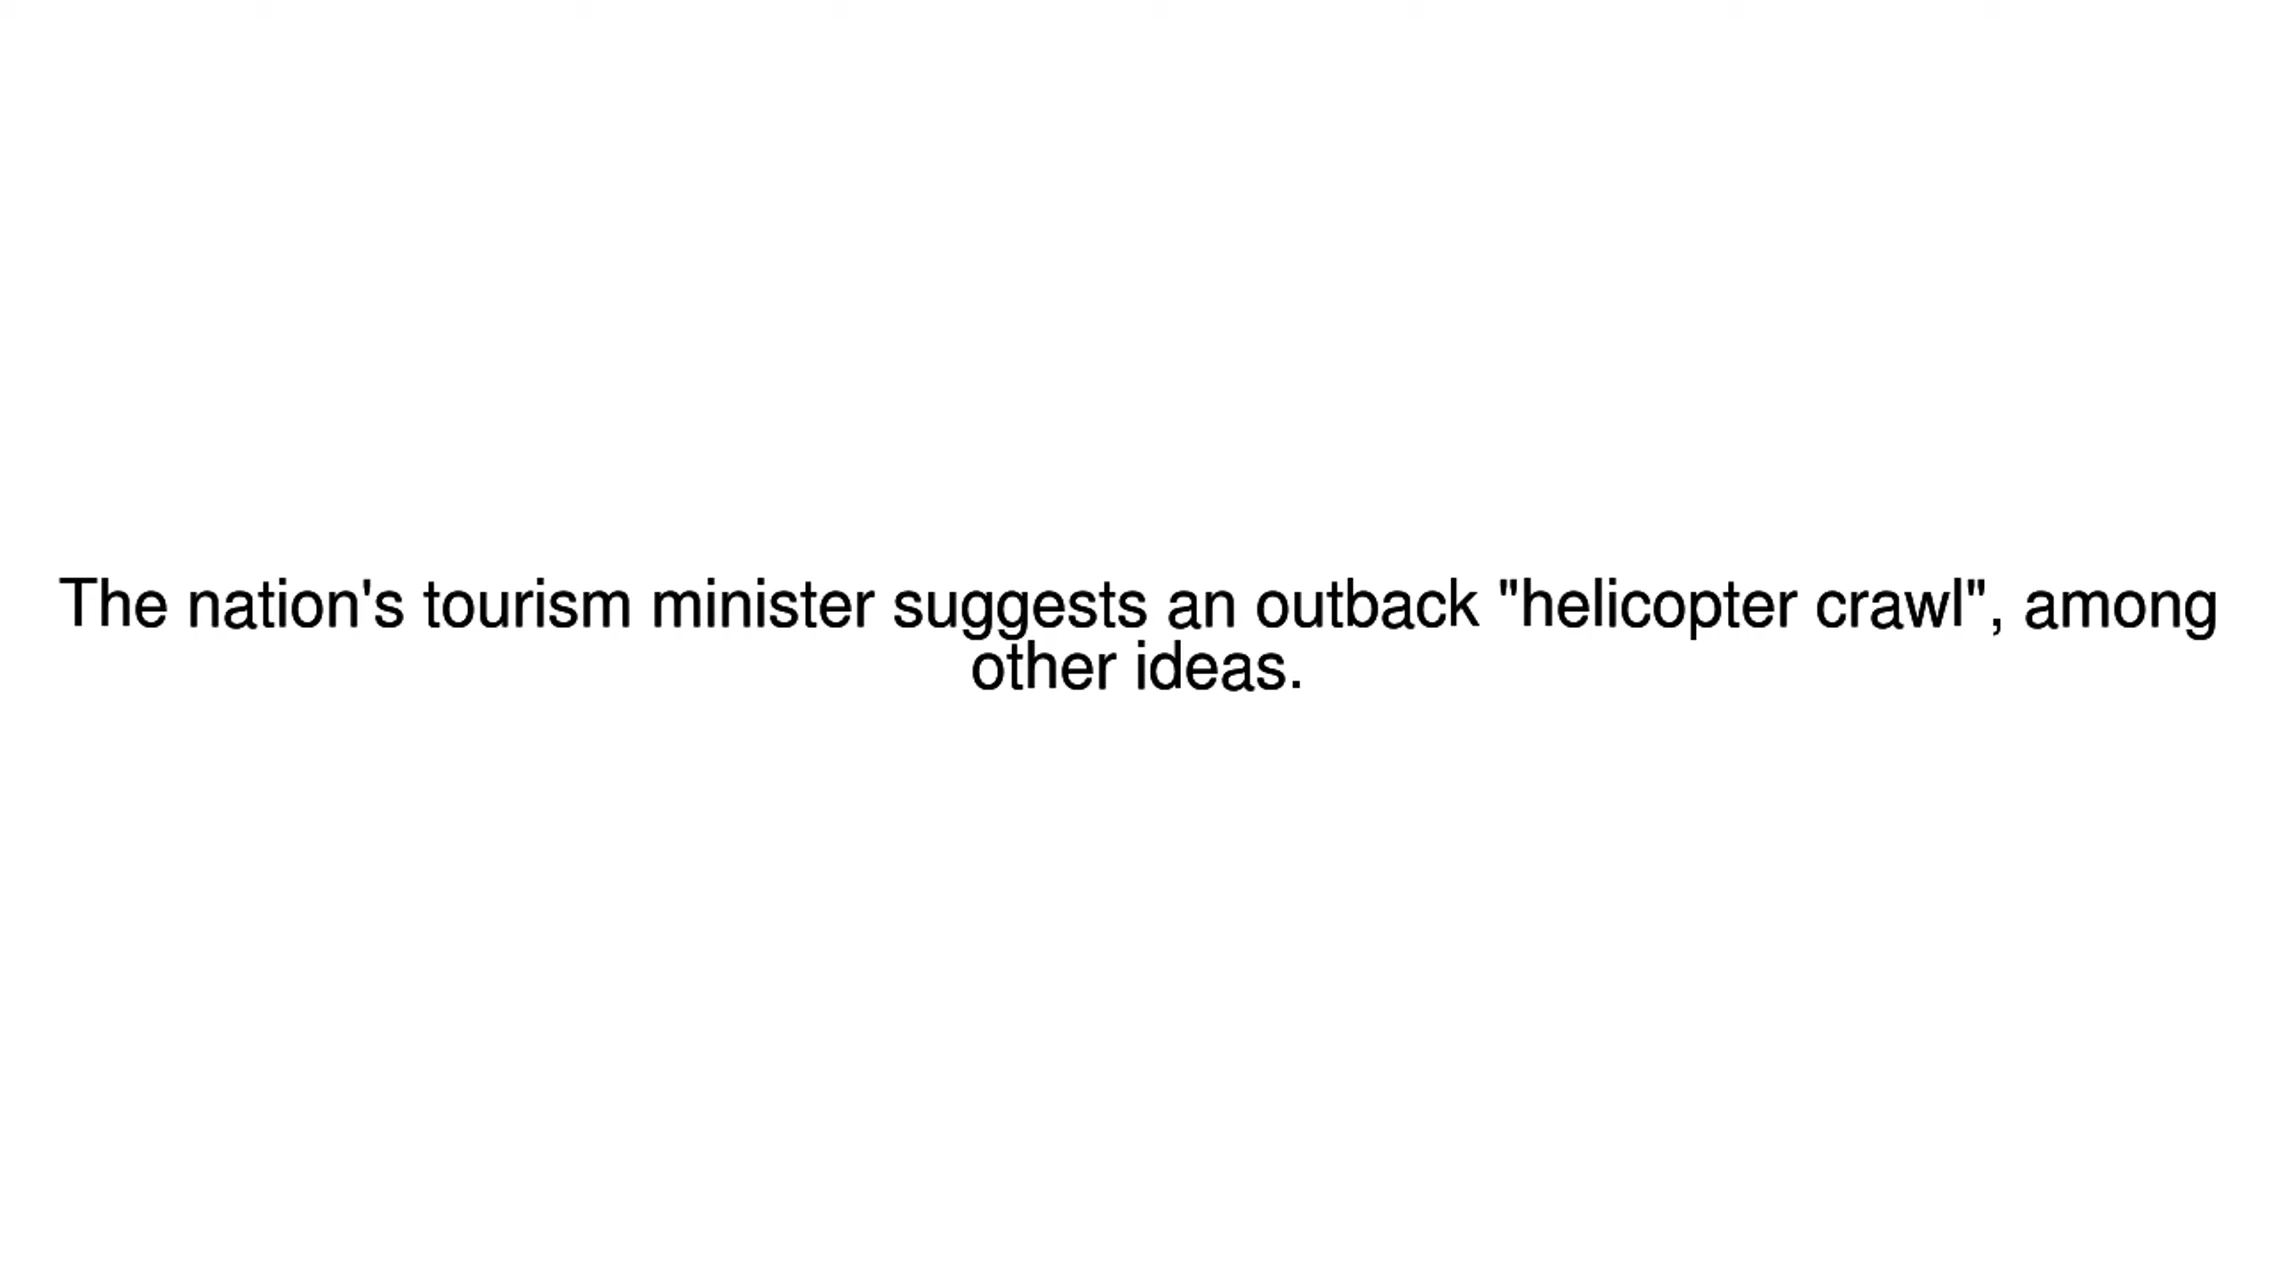 The nation's tourism minister suggests an outback "helicopter crawl", among
other ideas.